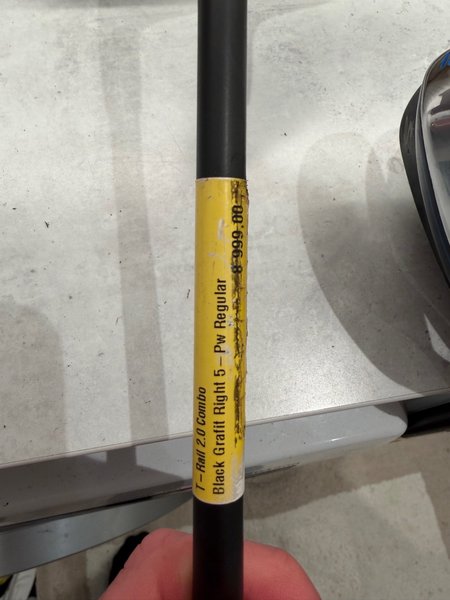 T – Rail 2.0 Combo
Black Grafit Right 5 – Pw Regular
8 999,00